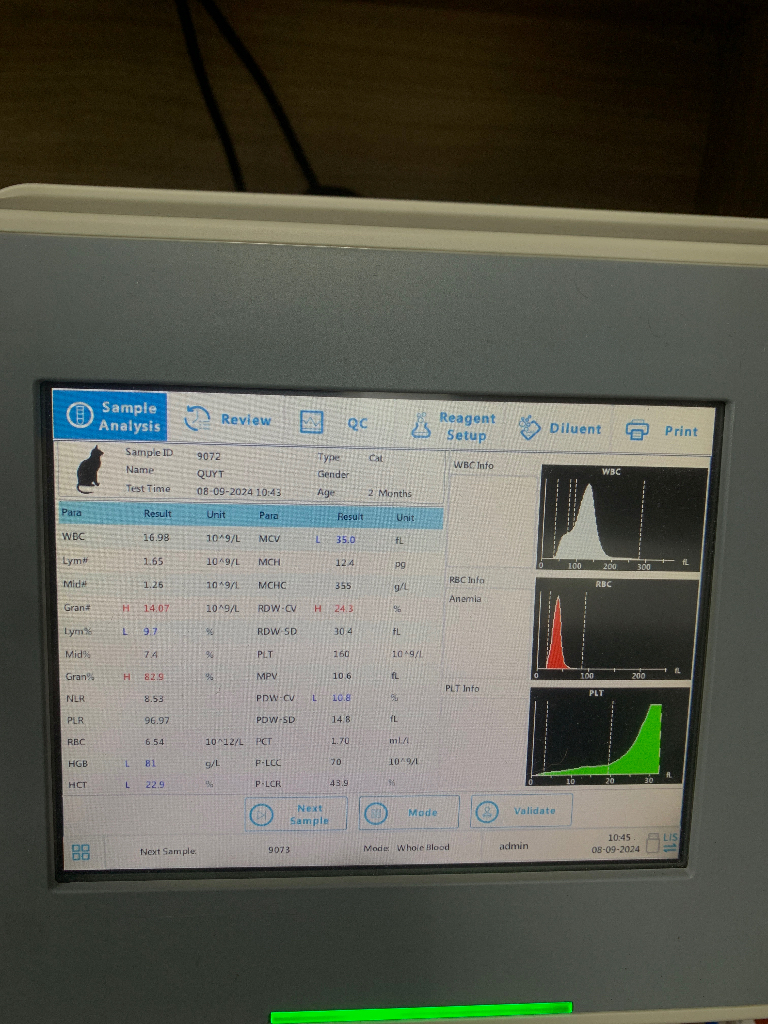 Sample Analysis Review QC Reagent Setup Diluent Print
Sample ID 9072 Type Cat
Name QUYT Gender
Test Time 08-09-2024 10:43 Age 2 Months
Para Result Unit Para Result Unit
WBC 16.98 10^9/L MCV L 35.0 fL
Lym# 1.65 10^9/L MCH 12.4 pg
Mid# 1.26 10^9/L MCHC 355 g/L
Gran# H 14.07 10^9/L RDW-CV H 24.3 %
Lym% L 9.7 % RDW-SD 30.4 fL
Mid% 7.4 % PLT 160 10^9/L
Gran% H 82.9 % MPV 10.6 fL
NLR 8.53 PDW-CV L 10.8 %
PLR 96.97 PDW-SD 14.8 fL
RBC 6.54 10^12/L PCT 1.70 mL/L
HGB L 81 g/L P-LCC 70 10^9/L
HCT L 22.9 % P-LCR 43.9 %
WBC Info
WBC
0 100 200 300 fL
RBC Info
Anemia
RBC
0 100 200 fL
PLT Info
PLT
0 10 20 30 fL
Next Sample Mode Validate
Next Sample: 9073 Mode: Whole Blood admin 10:45 08-09-2024 LIS